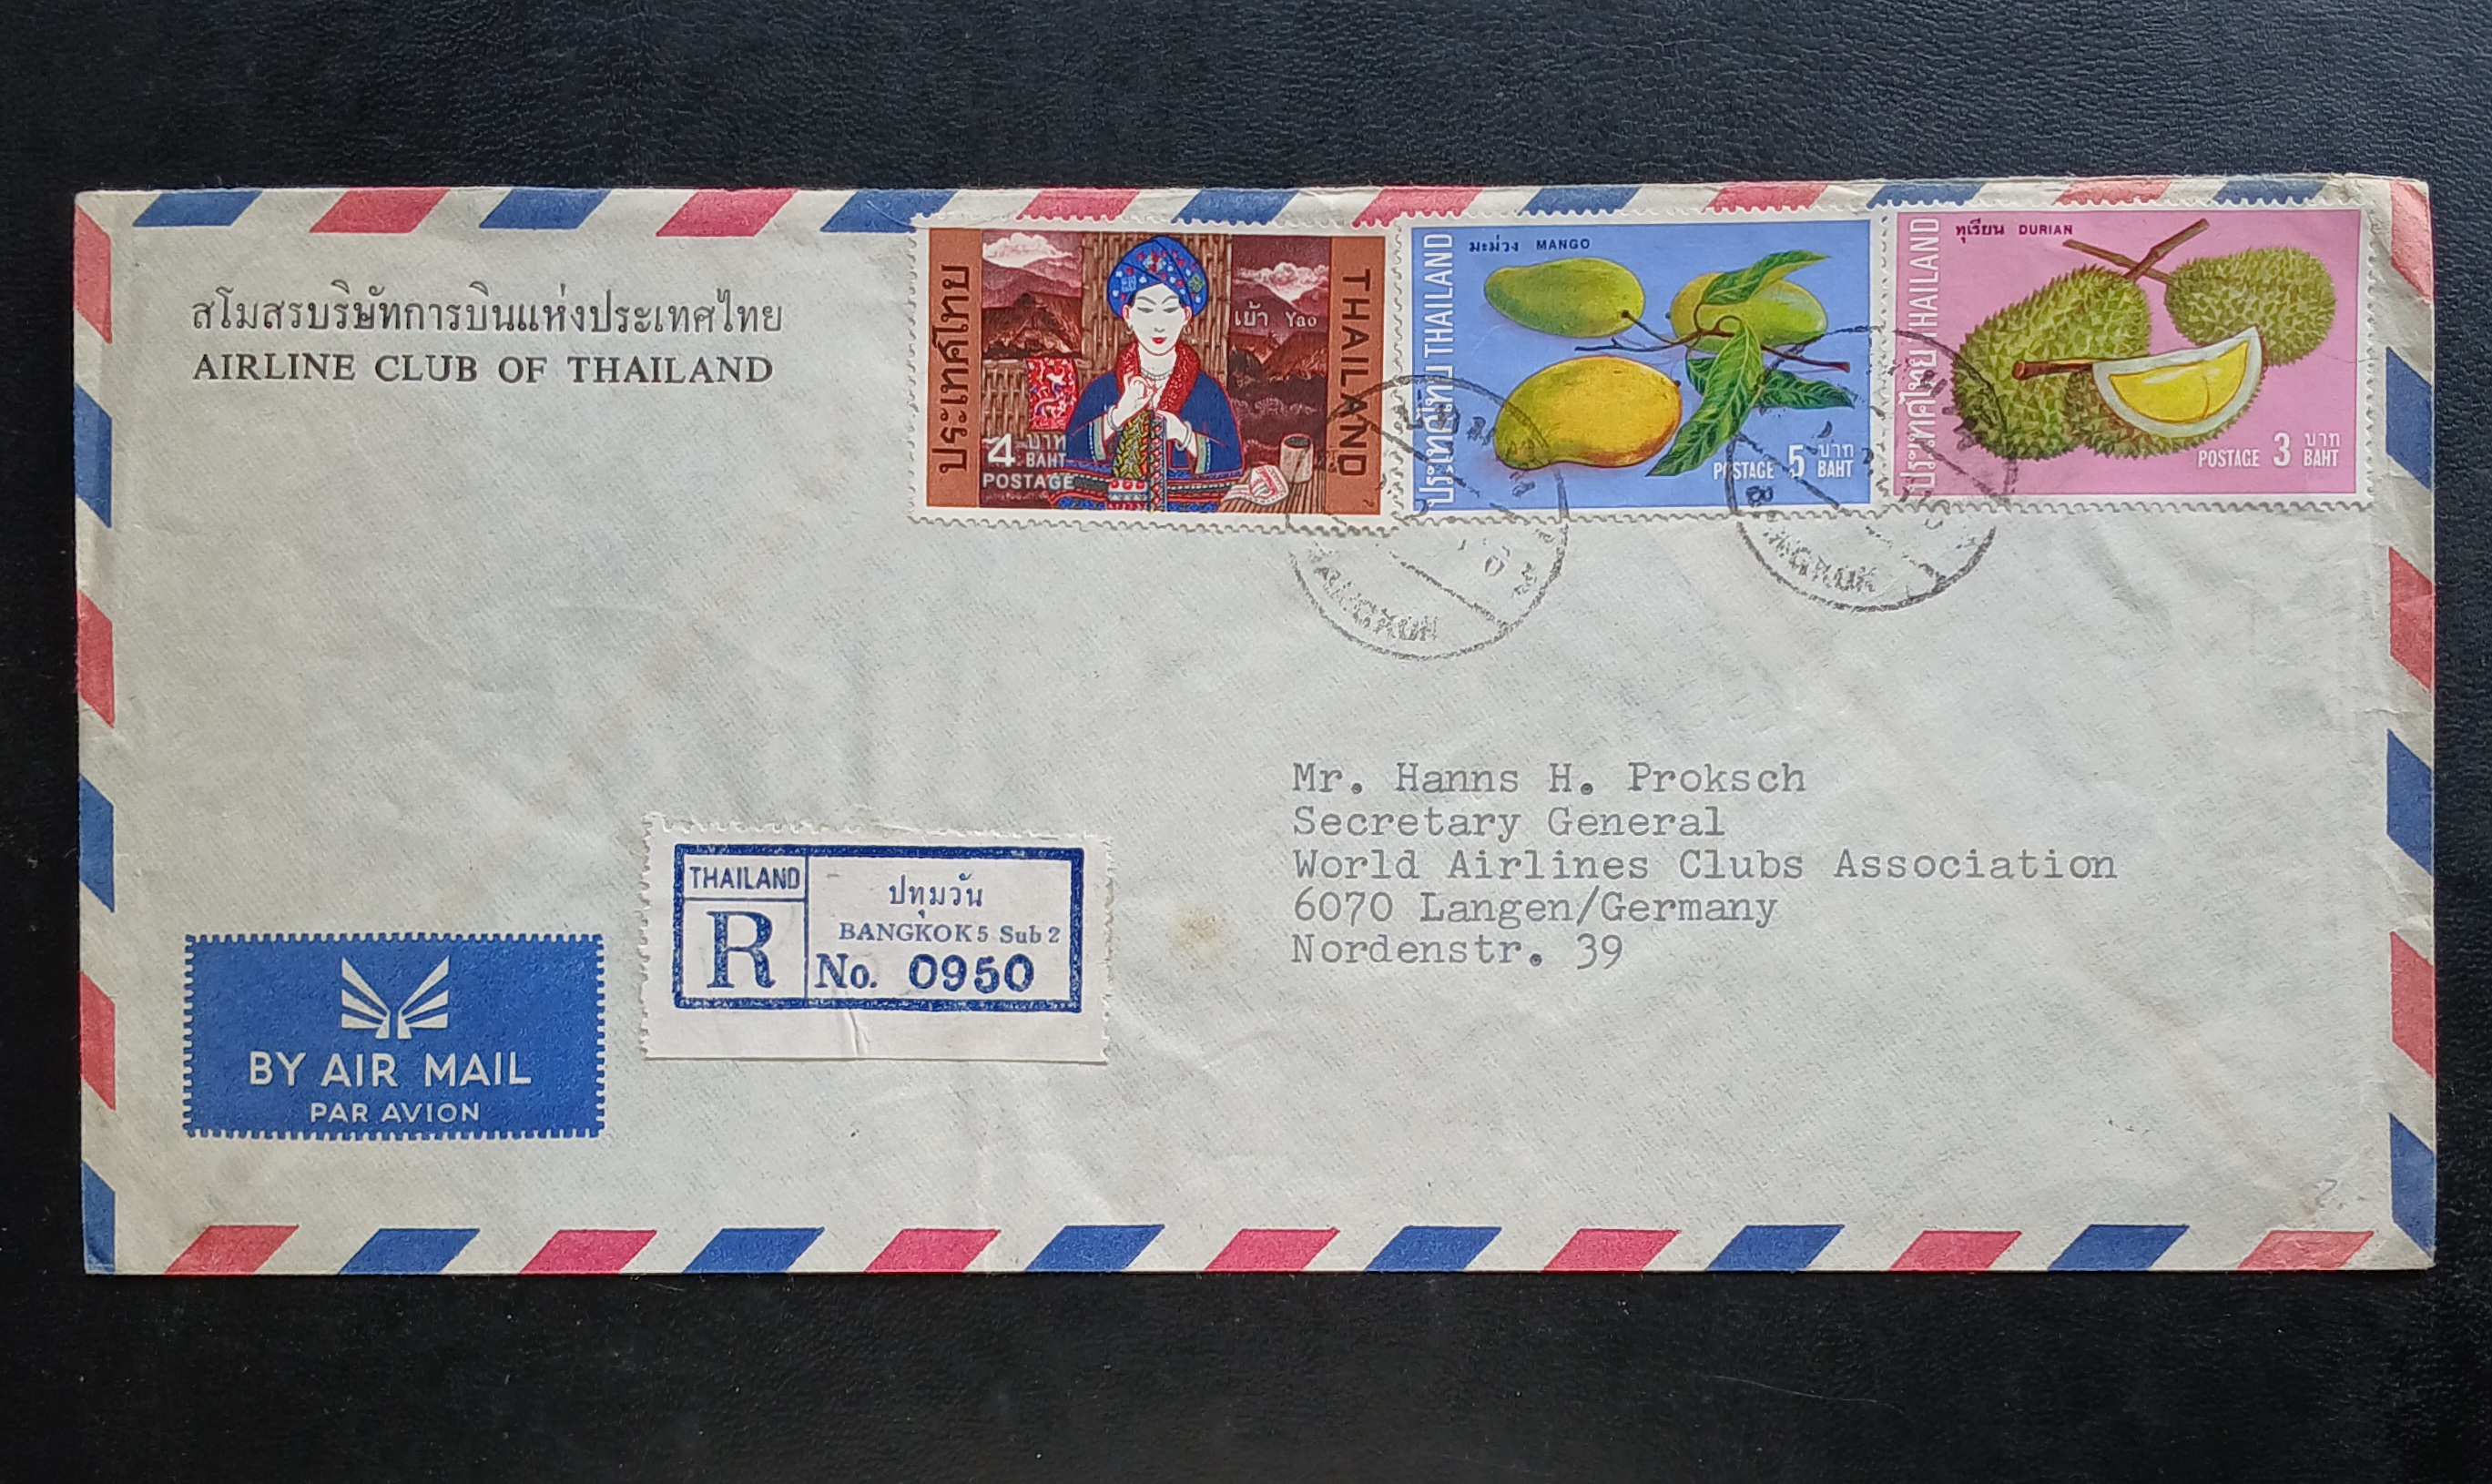 สโมสรบริษัทการบินแห่งประเทศไทย
AIRLINE CLUB OF THAILAND
ประเทศไทย
เย้า Yao
THAILAND
4 บาท
BAHT
POSTAGE
ประเทศไทย THAILAND
มะม่วง MANGO
POSTAGE 5 บาท
BAHT
ประเทศไทย THAILAND
ทุเรียน DURIAN
POSTAGE 3 บาท
BAHT
BANGKOK
BANGKOK
Mr. Hanns H. Proksch
Secretary General
World Airlines Clubs Association
6070 Langen/Germany
Nordenstr. 39
THAILAND
R
ปทุมวัน
BANGKOK 5 Sub 2
No. 0950
BY AIR MAIL
PAR AVION